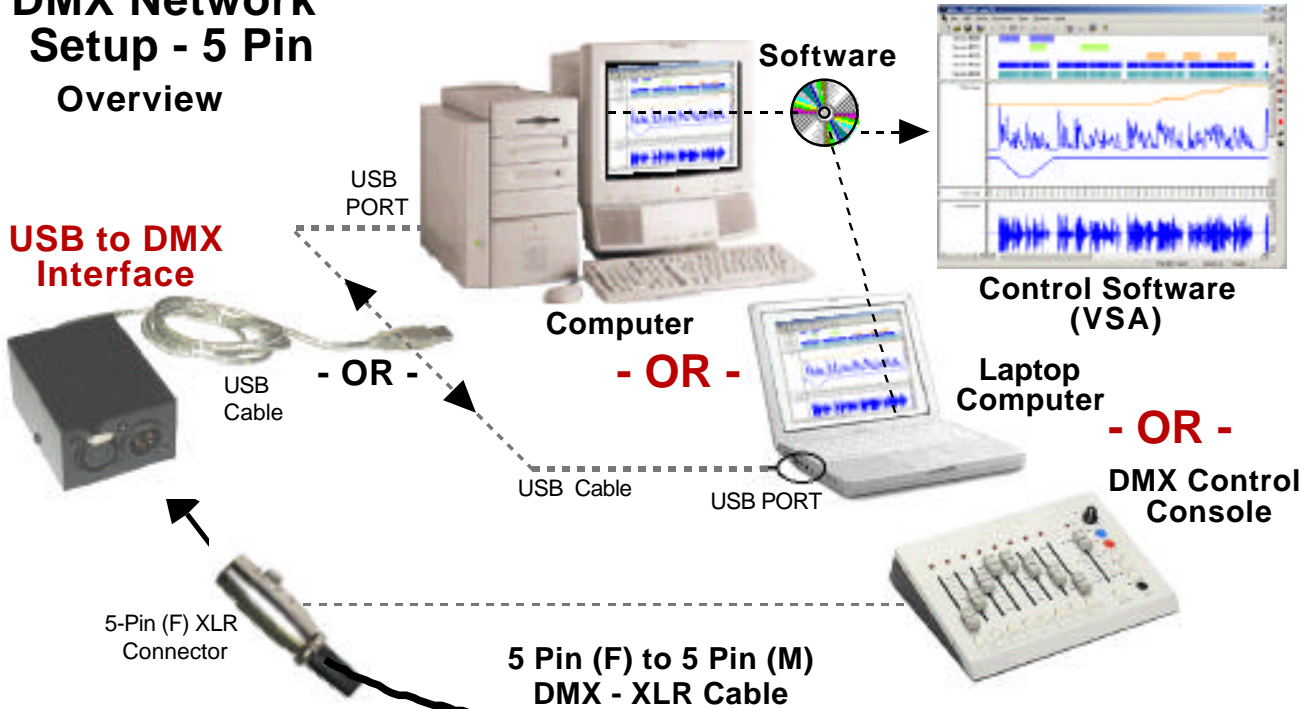 DMX Network
Setup - 5 Pin
Overview
Software
USB
PORT
USB to DMX
Interface
Control Software
(VSA)
Computer
- OR -
- OR -
USB
Cable
Laptop
Computer
- OR -
USB Cable
USB PORT
DMX Control
Console
5-Pin (F) XLR
Connector
5 Pin (F) to 5 Pin (M)
DMX - XLR Cable